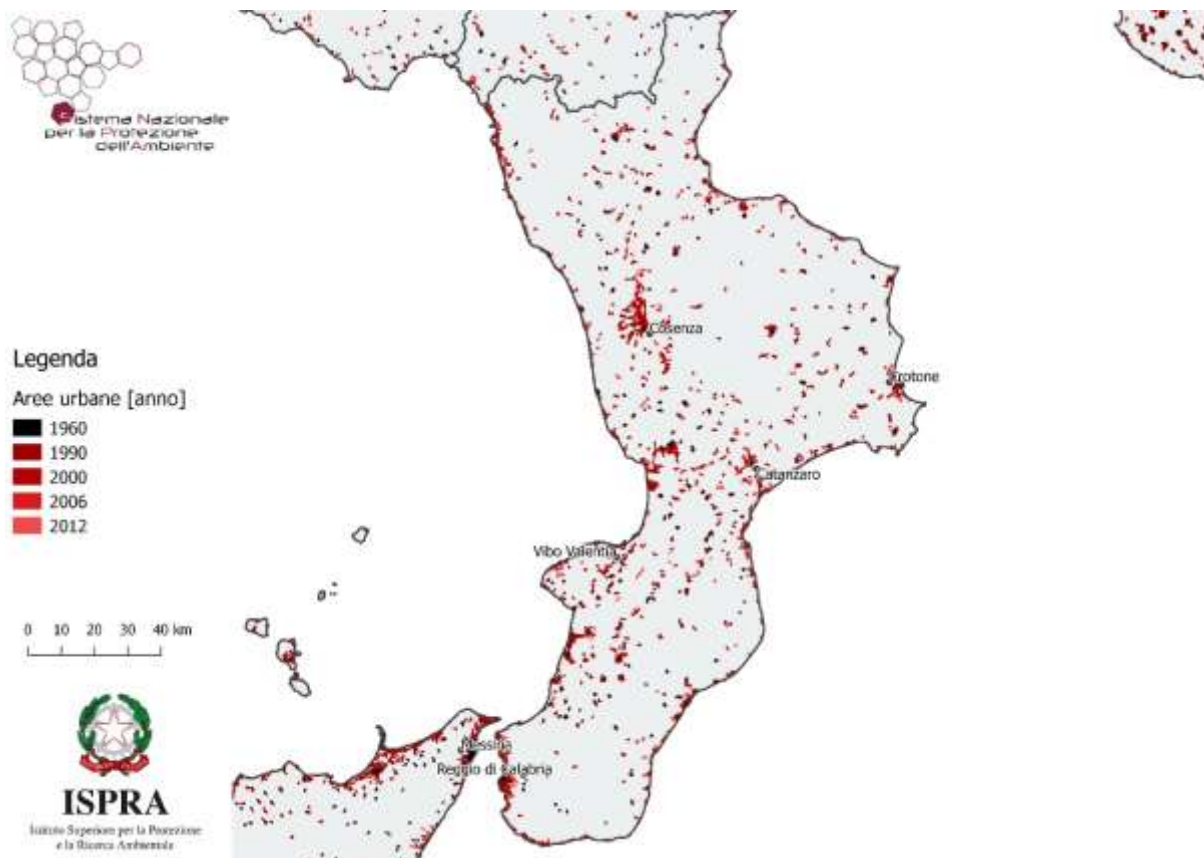 Sistema Nazionale
per la Protezione
dell'Ambiente
Legenda
Aree urbane [anno]
1960
1990
2000
2006
2012
0 10 20 30 40 km
ISPRA
Istituto Superiore per la Protezione
e la Ricerca Ambientale
Cosenza
Crotone
Catanzaro
Vibo Valentia
Messina
Reggio di Calabria